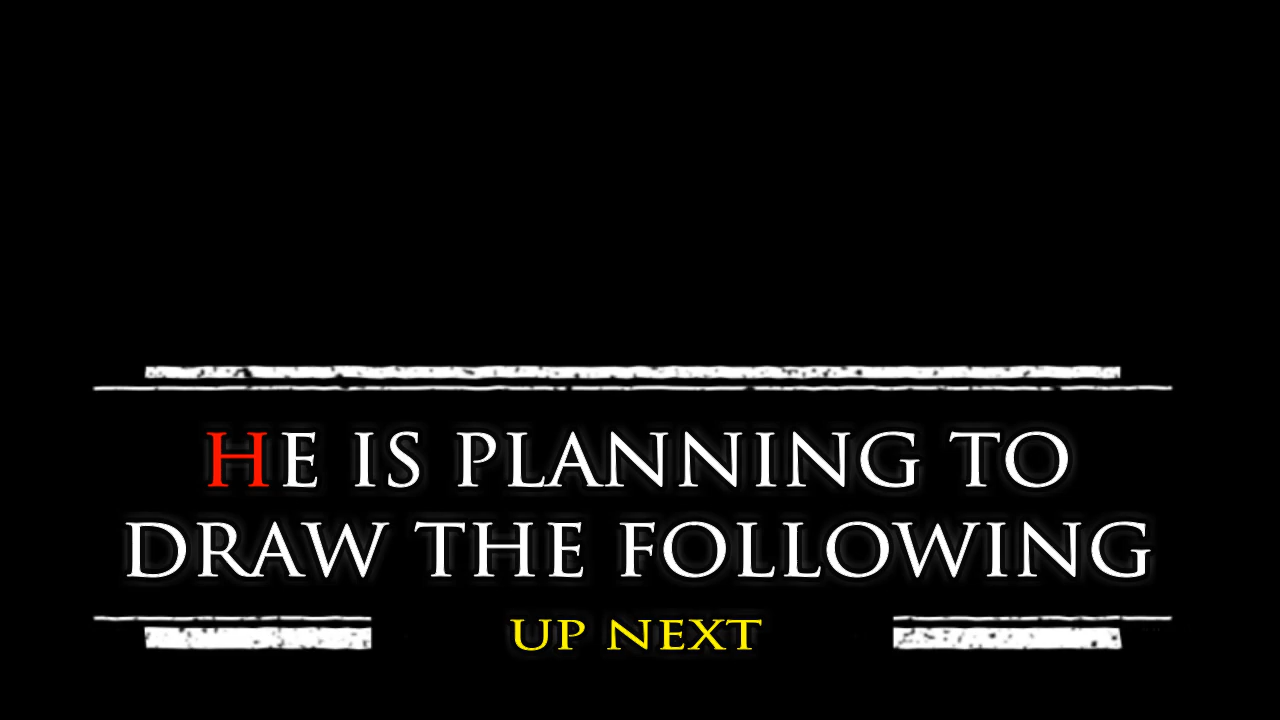 HE IS PLANNING TO
DRAW THE FOLLOWING
UP NEXT